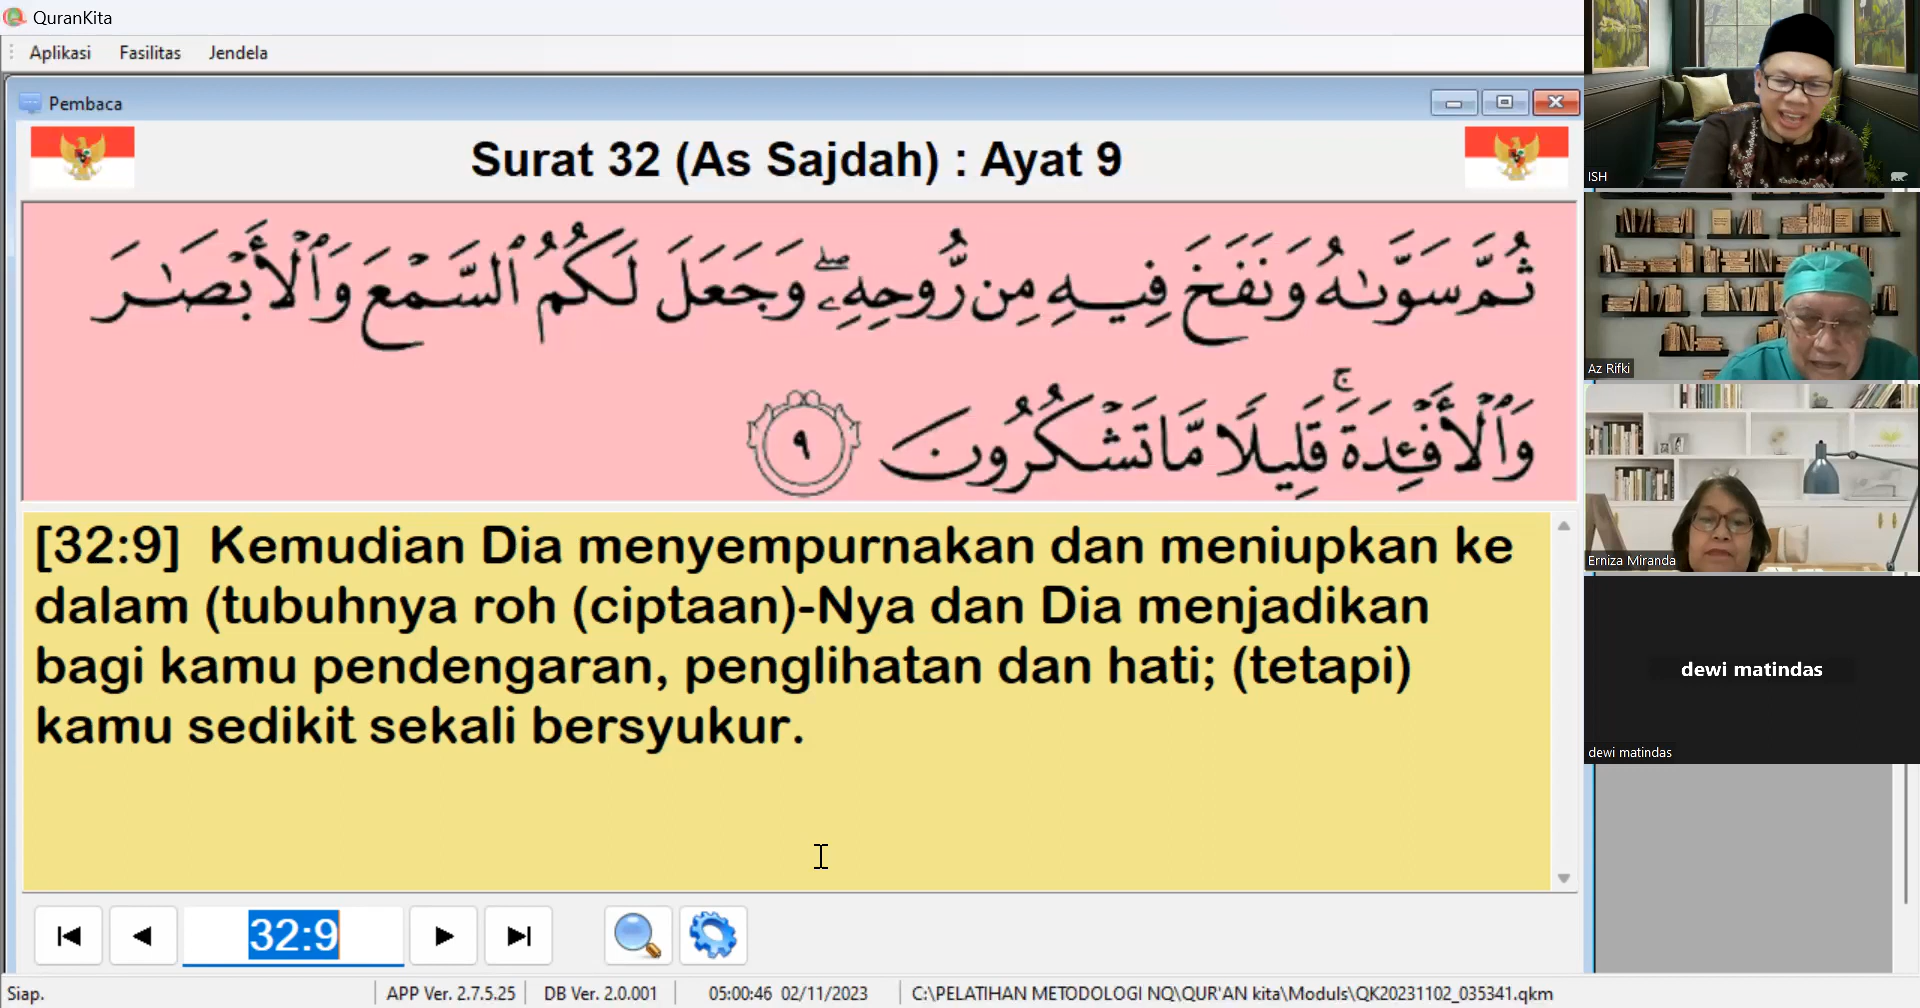 QuranKita
Aplikasi Fasilitas Jendela
Pembaca
Surat 32 (As Sajdah) : Ayat 9
ثُمَّ سَوَّىٰهُ وَنَفَخَ فِيهِ مِن رُّوحِهِۦ ۖ وَجَعَلَ لَكُمُ ٱلسَّمْعَ وَٱلْأَبْصَٰرَ
وَٱلْأَفْـِٔدَةَ ۚ قَلِيلًا مَّا تَشْكُرُونَ ٩
[32:9] Kemudian Dia menyempurnakan dan meniupkan ke
dalam (tubuhnya roh (ciptaan)-Nya dan Dia menjadikan
bagi kamu pendengaran, penglihatan dan hati; (tetapi)
kamu sedikit sekali bersyukur.
32:9
Siap. APP Ver. 2.7.5.25 DB Ver. 2.0.001 05:00:46 02/11/2023 C:\PELATIHAN METODOLOGI NQ\QUR'AN kita\Moduls\QK20231102_035341.qkm
ISH
Az Rifki
Erniza Miranda
dewi matindas
dewi matindas